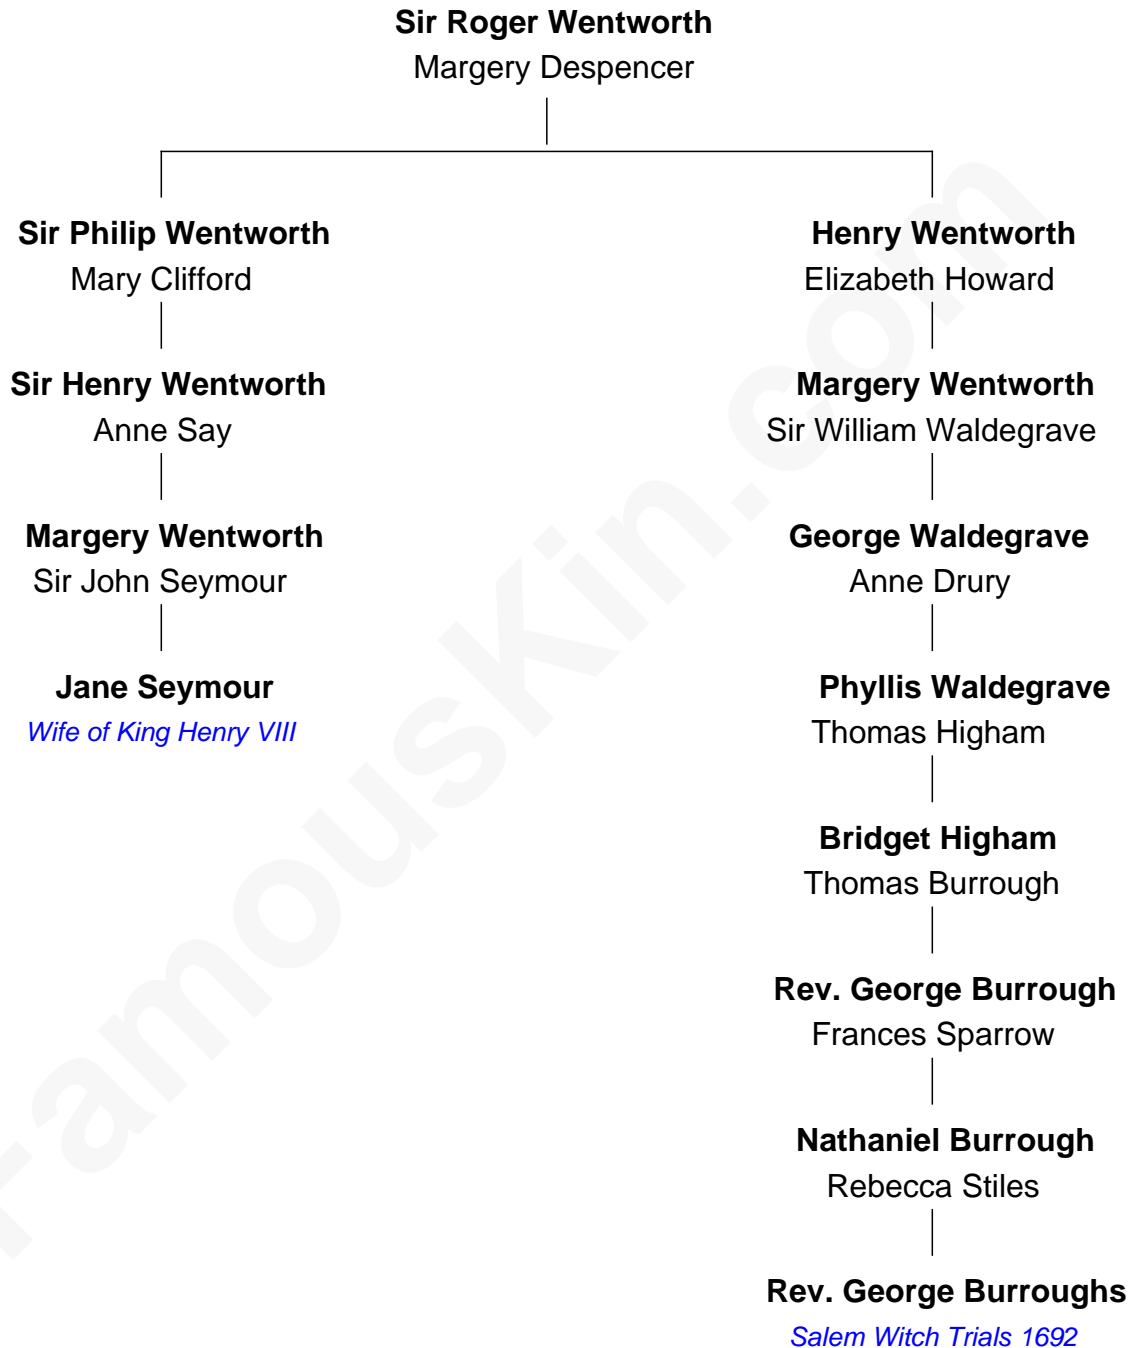 Sir Roger Wentworth
Margery Despencer
Sir Philip Wentworth
Mary Clifford
Sir Henry Wentworth
Anne Say
Margery Wentworth
Sir John Seymour
Jane Seymour
Wife of King Henry VIII
Henry Wentworth
Elizabeth Howard
Margery Wentworth
Sir William Waldegrave
George Waldegrave
Anne Drury
Phyllis Waldegrave
Thomas Higham
Bridget Higham
Thomas Burrough
Rev. George Burrough
Frances Sparrow
Nathaniel Burrough
Rebecca Stiles
Rev. George Burroughs
Salem Witch Trials 1692
FamousKin.com